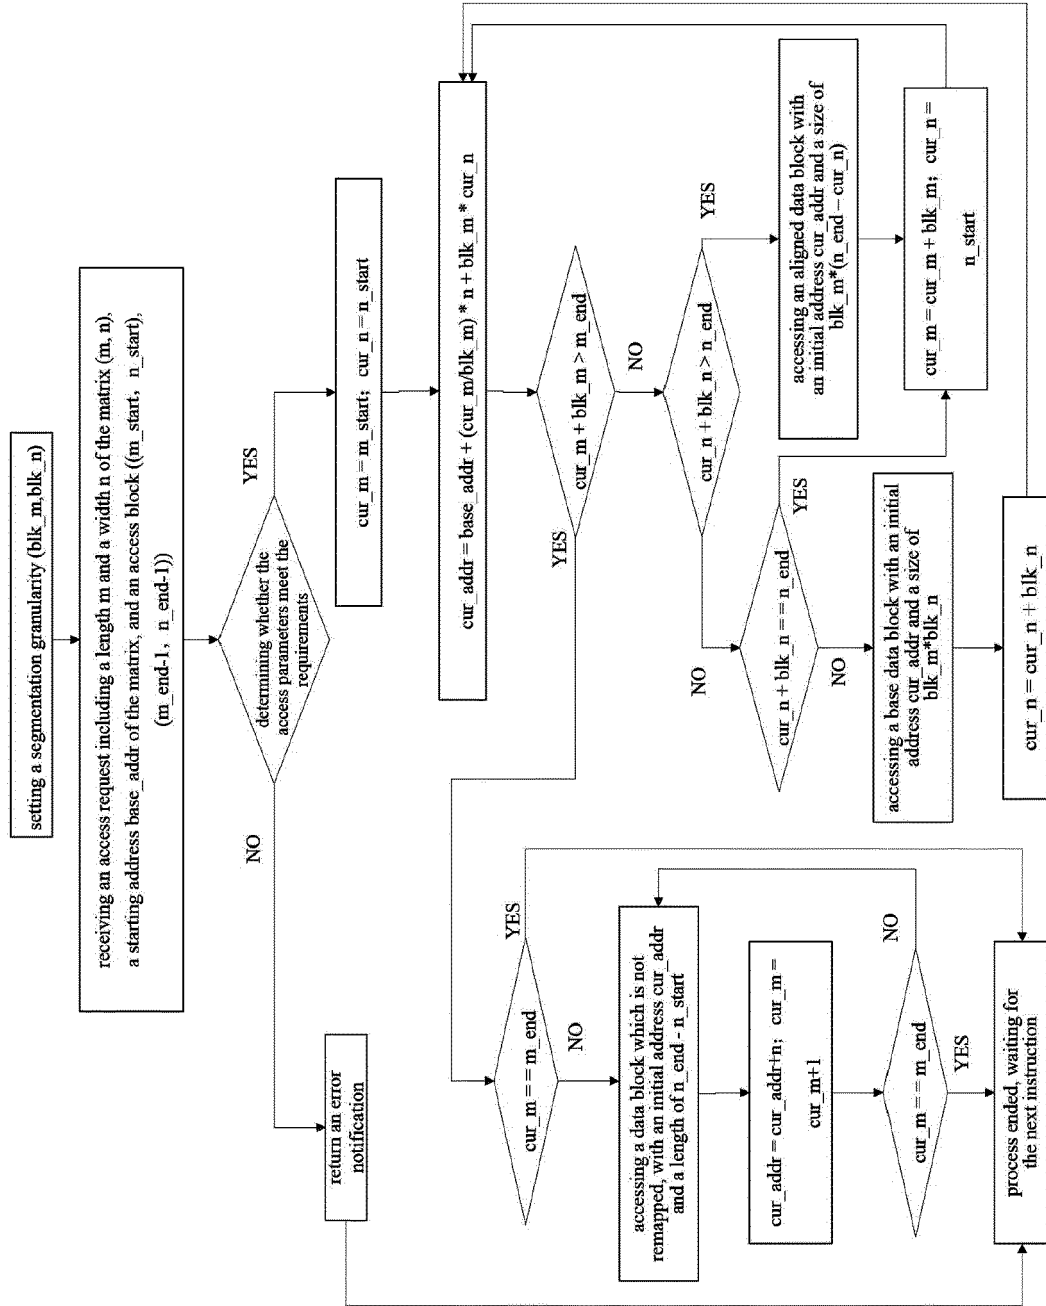 setting a segmentation granularity (blk_m,blk_n)
receiving an access request including a length m and a width n of the matrix (m, n),
a starting address base_addr of the matrix, and an access block ((m_start, n_start),
(m_end-1, n_end-1))
determining whether the
access parameters meet the
requirements
YES
NO
return an error
notification
cur_m = m_start; cur_n = n_start
cur_addr = base_addr + (cur_m/blk_m) * n + blk_m * cur_n
cur_m + blk_m > m_end
YES
NO
cur_n + blk_n > n_end
YES
NO
accessing an aligned data block with
an initial address cur_addr and a size of
blk_m*(n_end – cur_n)
cur_n + blk_n == n_end
YES
NO
cur_m = cur_m + blk_m; cur_n =
n_start
accessing a base data block with an initial
address cur_addr and a size of
blk_m*blk_n
cur_n = cur_n + blk_n
cur_m == m_end
YES
NO
accessing a data block which is not
remapped, with an initial address cur_addr
and a length of n_end - n_start
cur_addr = cur_addr+n; cur_m =
cur_m+1
cur_m == m_end
NO
YES
process ended, waiting for
the next instruction